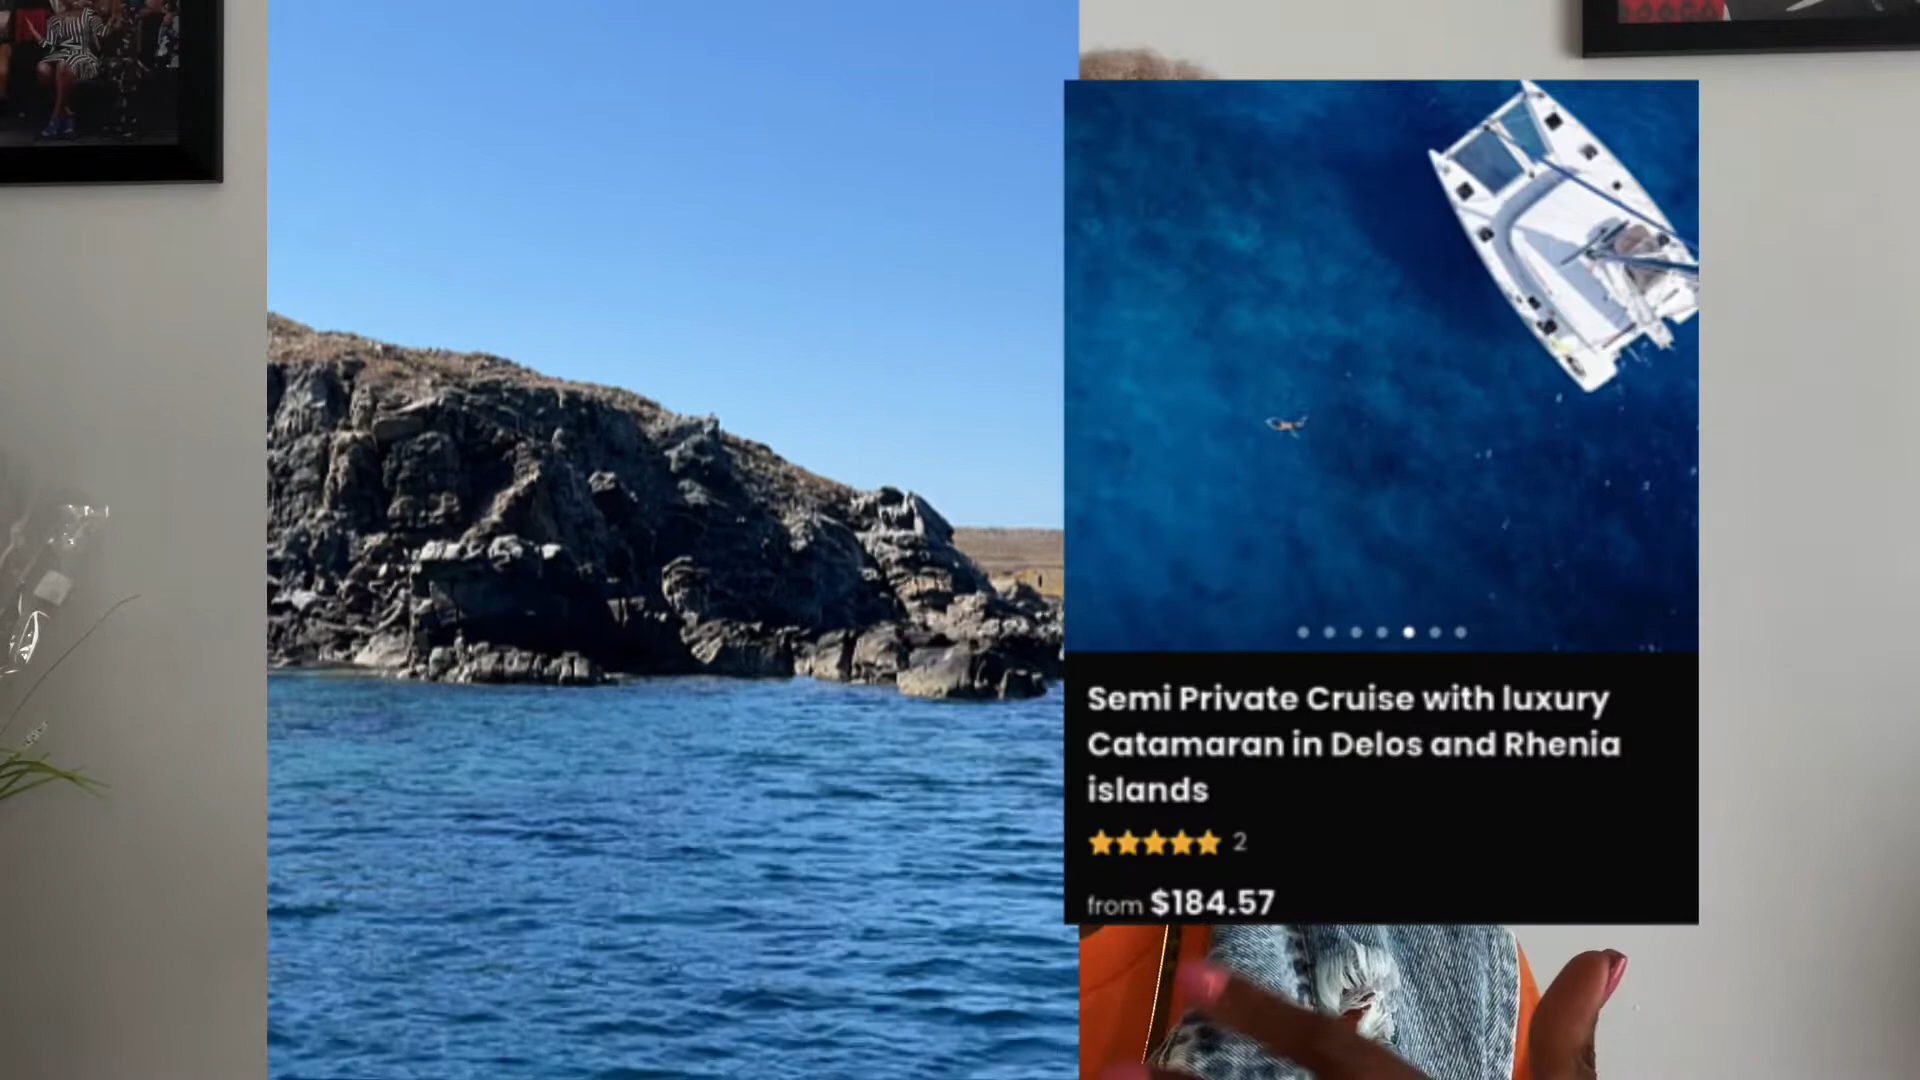 Semi Private Cruise with luxury
Catamaran in Delos and Rhenia
islands
2
from $184.57